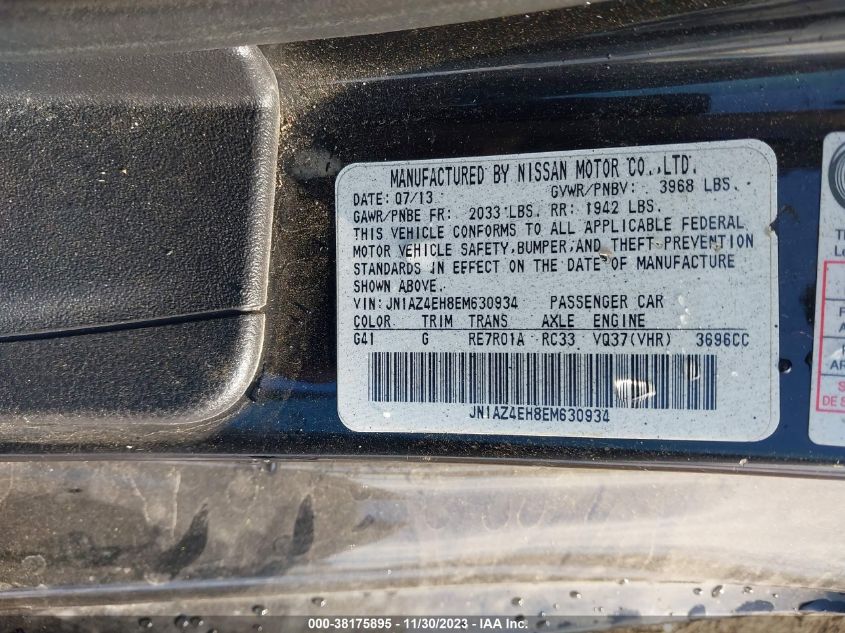 MANUFACTURED BY NISSAN MOTOR CO.,LTD.
DATE: 07/13 GVWR/PNBV: 3968 LBS.
GAWR/PNBE FR: 2033 LBS. RR: 1942 LBS.
THIS VEHICLE CONFORMS TO ALL APPLICABLE FEDERAL
MOTOR VEHICLE SAFETY,BUMPER,AND THEFT PREVENTION
STANDARDS IN EFFECT ON THE DATE OF MANUFACTURE
SHOWN ABOVE.
VIN: JN1AZ4EH8EM630934 PASSENGER CAR
COLOR TRIM TRANS AXLE ENGINE
G41 G RE7R01A RC33 VQ37(VHR) 3696CC
JN1AZ4EH8EM630934
DE S
000-38175895 - 11/30/2023 - IAA Inc.